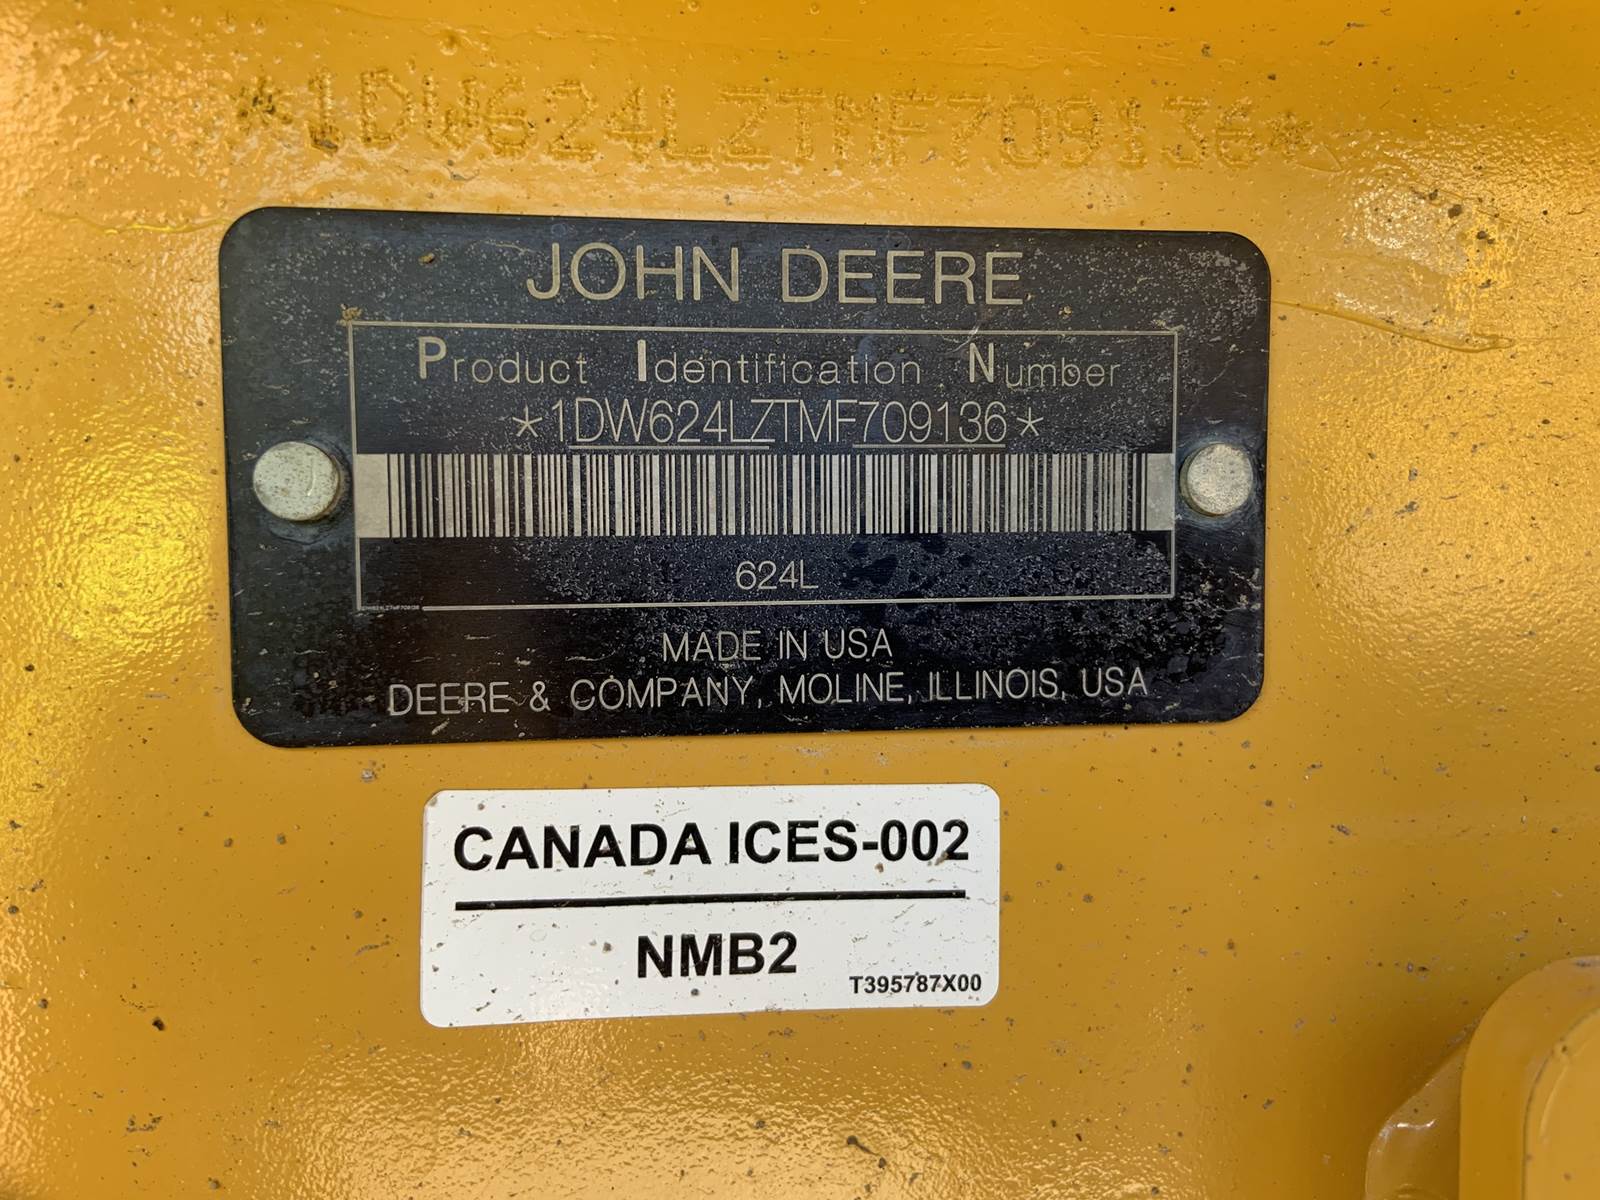 *1DW624LZTMF709136*
JOHN DEERE
Product Identification Number
*1DW624LZTMF709136*
624L
1DW624LZTMF709136
MADE IN USA
DEERE & COMPANY, MOLINE, ILLINOIS, USA
CANADA ICES-002
NMB2
T395787X00